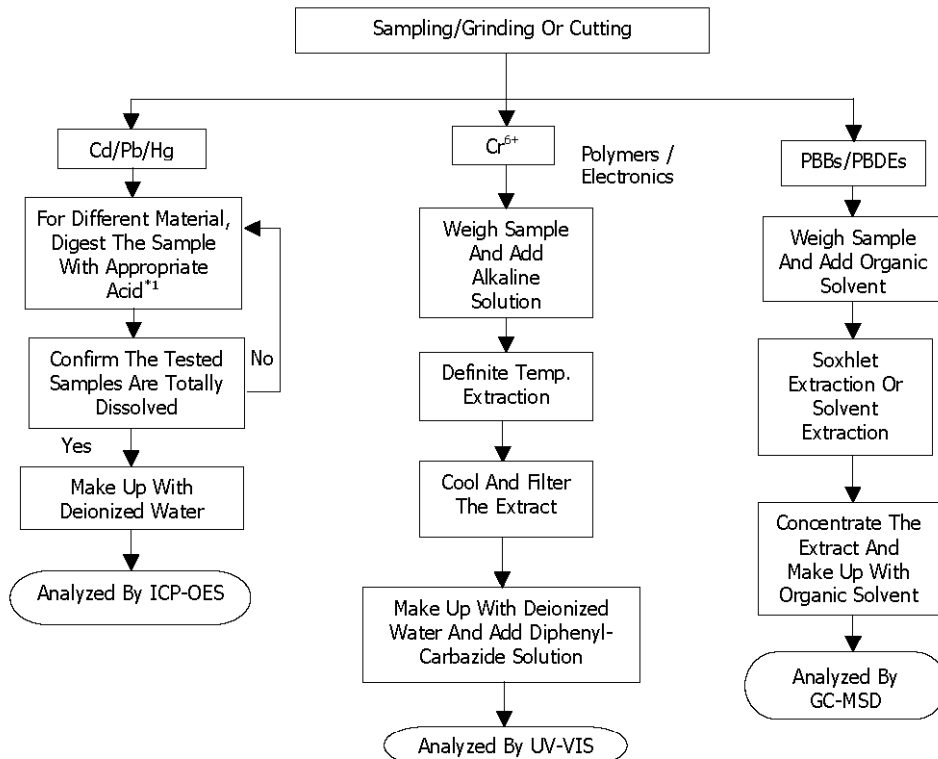 Sampling/Grinding Or Cutting
Cd/Pb/Hg
For Different Material,
Digest The Sample
With Appropriate
Acid*1
Confirm The Tested
Samples Are Totally
Dissolved
No
Yes
Make Up With
Deionized Water
Analyzed By ICP-OES
Cr6+
Polymers /
Electronics
Weigh Sample
And Add
Alkaline
Solution
Definite Temp.
Extraction
Cool And Filter
The Extract
Make Up With Deionized
Water And Add Diphenyl-
Carbazide Solution
Analyzed By UV-VIS
PBBs/PBDEs
Weigh Sample
And Add Organic
Solvent
Soxhlet
Extraction Or
Solvent
Extraction
Concentrate The
Extract And
Make Up With
Organic Solvent
Analyzed By
GC-MSD